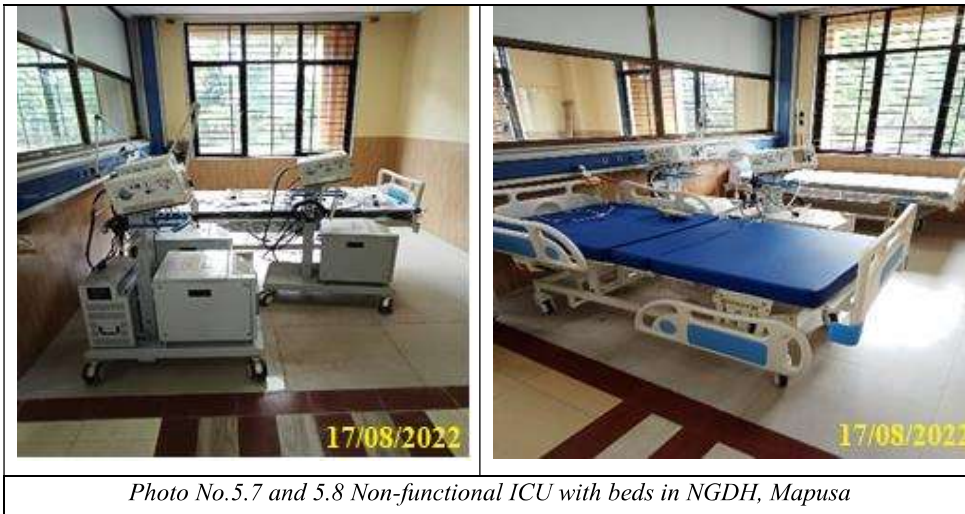 17/08/2022
17/08/2022
Photo No.5.7 and 5.8 Non-functional ICU with beds in NGDH, Mapusa